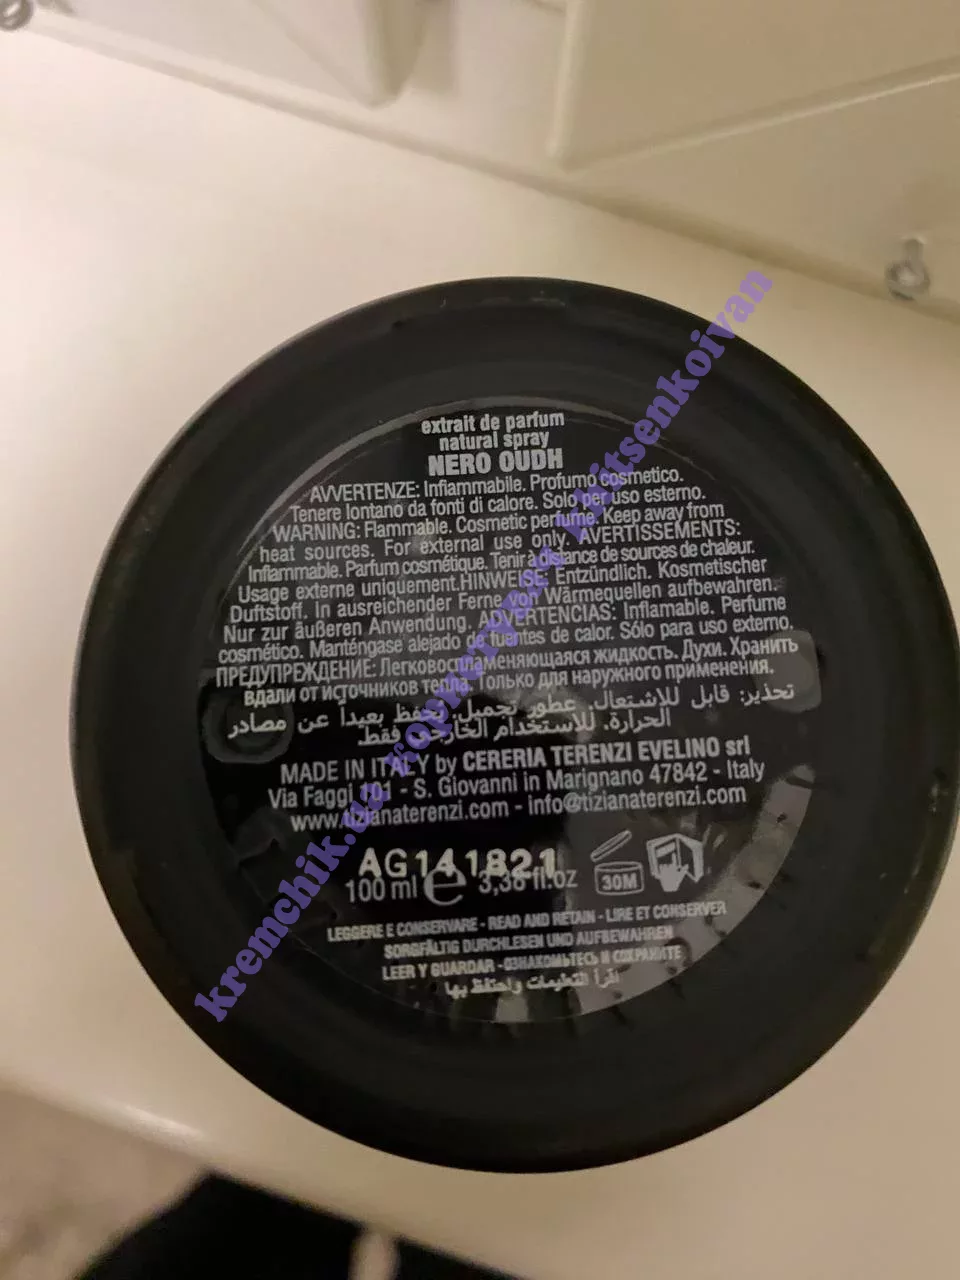 extrait de parfum
natural spray
NERO OUDH
AVVERTENZE: Infiammabile. Profumo cosmetico.
Tenere lontano da fonti di calore. Solo per uso esterno.
WARNING: Flammable. Cosmetic perfume. Keep away from
heat sources. For external use only. AVERTISSEMENTS:
Inflammable. Parfum cosmétique. Tenir à distance de sources de chaleur.
Usage externe uniquement.HINWEISE: Entzündlich. Kosmetischer
Duftstoff. In ausreichender Ferne von Wärmequellen aufbewahren.
Nur zur äußeren Anwendung. ADVERTENCIAS: Inflamable. Perfume
cosmético. Manténgase alejado de fuentes de calor. Sólo para uso externo.
ПРЕДУПРЕЖДЕНИЕ: Легковоспламеняющаяся жидкость. Духи. Хранить
вдали от источников тепла. Только для наружного применения.
تحذير: قابل للاشتعال. عطور تجميل. تحفظ بعيداً عن مصادر
الحرارة. للاستخدام الخارجي فقط.
MADE IN ITALY by CERERIA TERENZI EVELINO srl
Via Faggi 101 - S. Giovanni in Marignano 47842 - Italy
www.tizianaterenzi.com - info@tizianaterenzi.com
AG141821
100 ml e 3,38 fl.oz 30M
LEGGERE E CONSERVARE - READ AND RETAIN - LIRE ET CONSERVER
SORGFÄLTIG DURCHLESEN UND AUFBEWAHREN
LEER Y GUARDAR - ОЗНАКОМЬТЕСЬ И СОХРАНИТЕ
اقرأ التعليمات واحتفظ بها
kremchik.ua